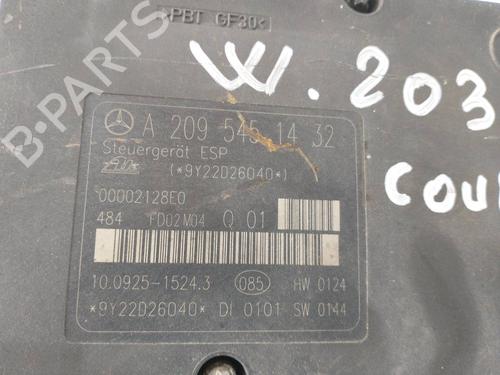 >PBT GF30<
W. 203
COU
A 209 545 14 32
Steuergerät ESP
(*9Y22D26040*)
00002128E0
484 FD02M04 Q 01
10.0925-1524.3 085 HW 0124
*9Y22D26040* DI 0101 SW 0144
B-PARTS